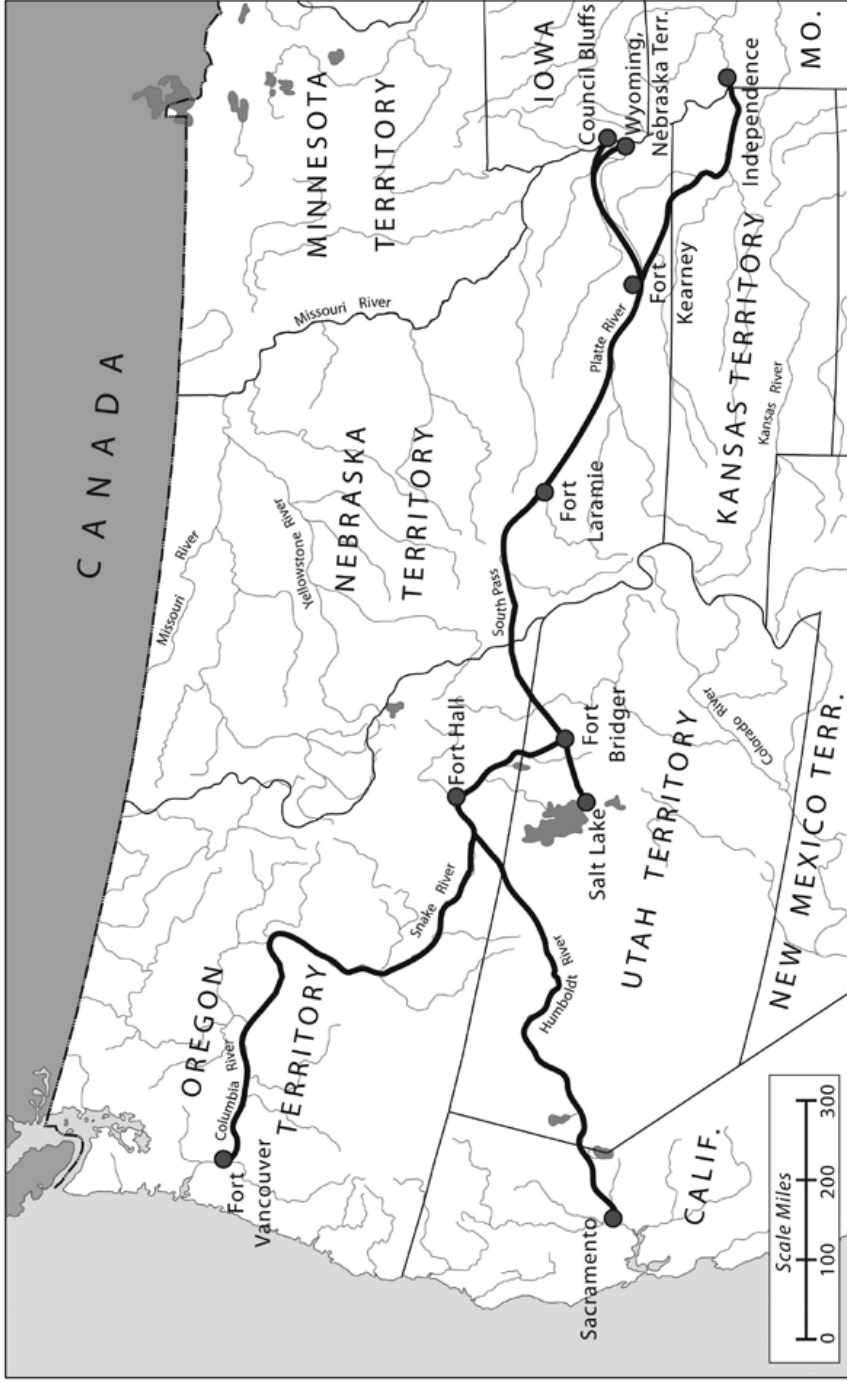 CANADA
MINNESOTA
TERRITORY
IOWA
Council Bluffs
Wyoming,
Nebraska Terr.
Independence
MO.
Missouri River
Missouri River
Yellowstone River
NEBRASKA
TERRITORY
Platte River
Fort
Kearney
KANSAS TERRITORY
Kansas River
Fort
Laramie
South Pass
Fort Hall
Fort
Bridger
Salt Lake
UTAH TERRITORY
Colorado River
NEW MEXICO TERR.
OREGON
TERRITORY
Columbia River
Snake River
Humboldt River
Fort
Vancouver
Sacramento
CALIF.
Scale Miles
0 100 200 300